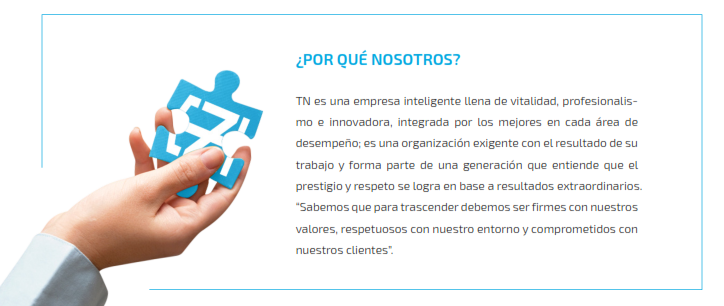 ¿POR QUÉ NOSOTROS?
TN es una empresa inteligente llena de vitalidad, profesionalis-
mo e innovadora, integrada por los mejores en cada área de
desempeño; es una organización exigente con el resultado de su
trabajo y forma parte de una generación que entiende que el
prestigio y respeto se logra en base a resultados extraordinarios.
“Sabemos que para trascender debemos ser firmes con nuestros
valores, respetuosos con nuestro entorno y comprometidos con
nuestros clientes”.